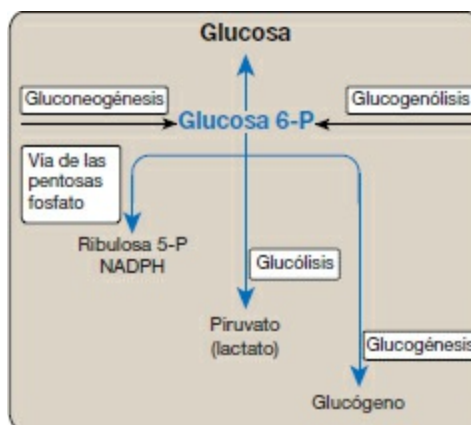 Glucosa
Gluconeogénesis
Glucogenólisis
Glucosa 6-P
Vía de las
pentosas
fosfato
Ribulosa 5-P
NADPH
Glucólisis
Piruvato
(lactato)
Glucogénesis
Glucógeno